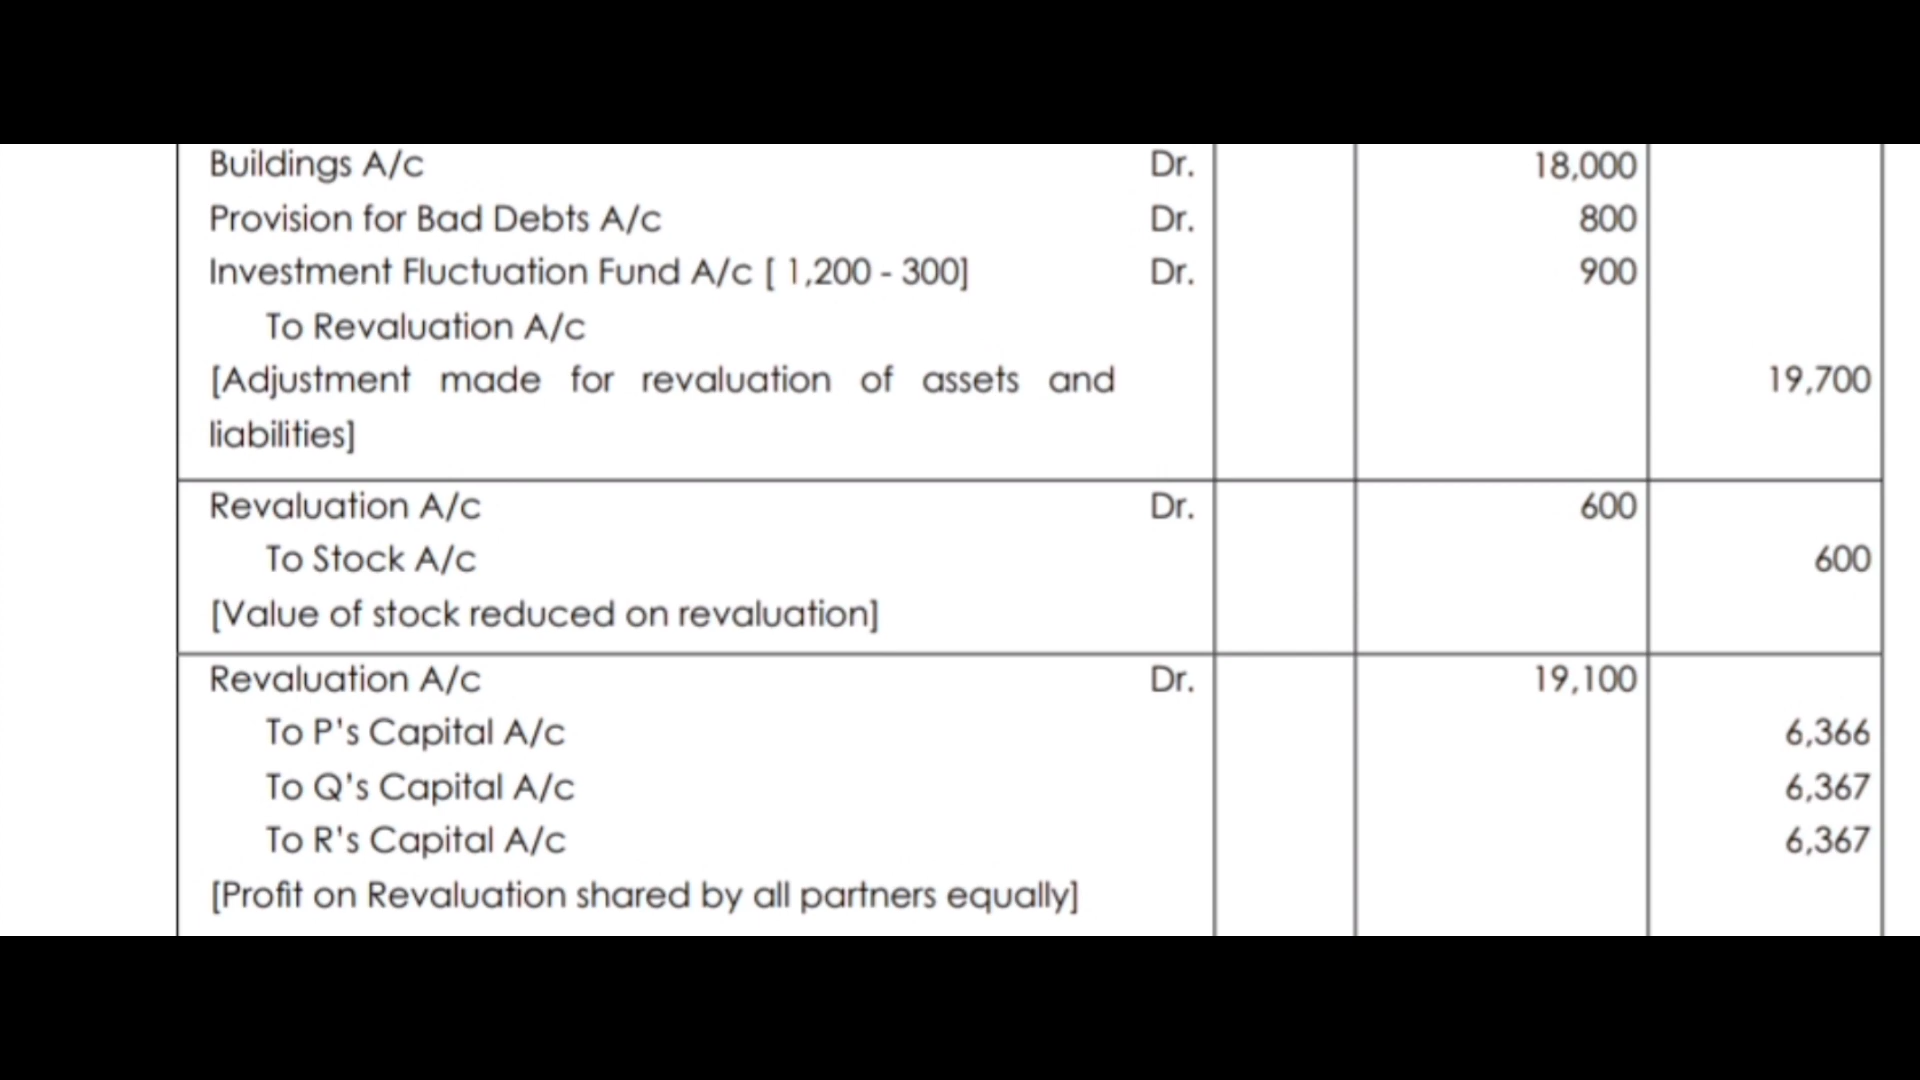 Buildings A/c Dr. 18,000
Provision for Bad Debts A/c Dr. 800
Investment Fluctuation Fund A/c [ 1,200 - 300] Dr. 900
To Revaluation A/c
[Adjustment made for revaluation of assets and 19,700
liabilities]
Revaluation A/c Dr. 600
To Stock A/c 600
[Value of stock reduced on revaluation]
Revaluation A/c Dr. 19,100
To P's Capital A/c 6,366
To Q's Capital A/c 6,367
To R's Capital A/c 6,367
[Profit on Revaluation shared by all partners equally]